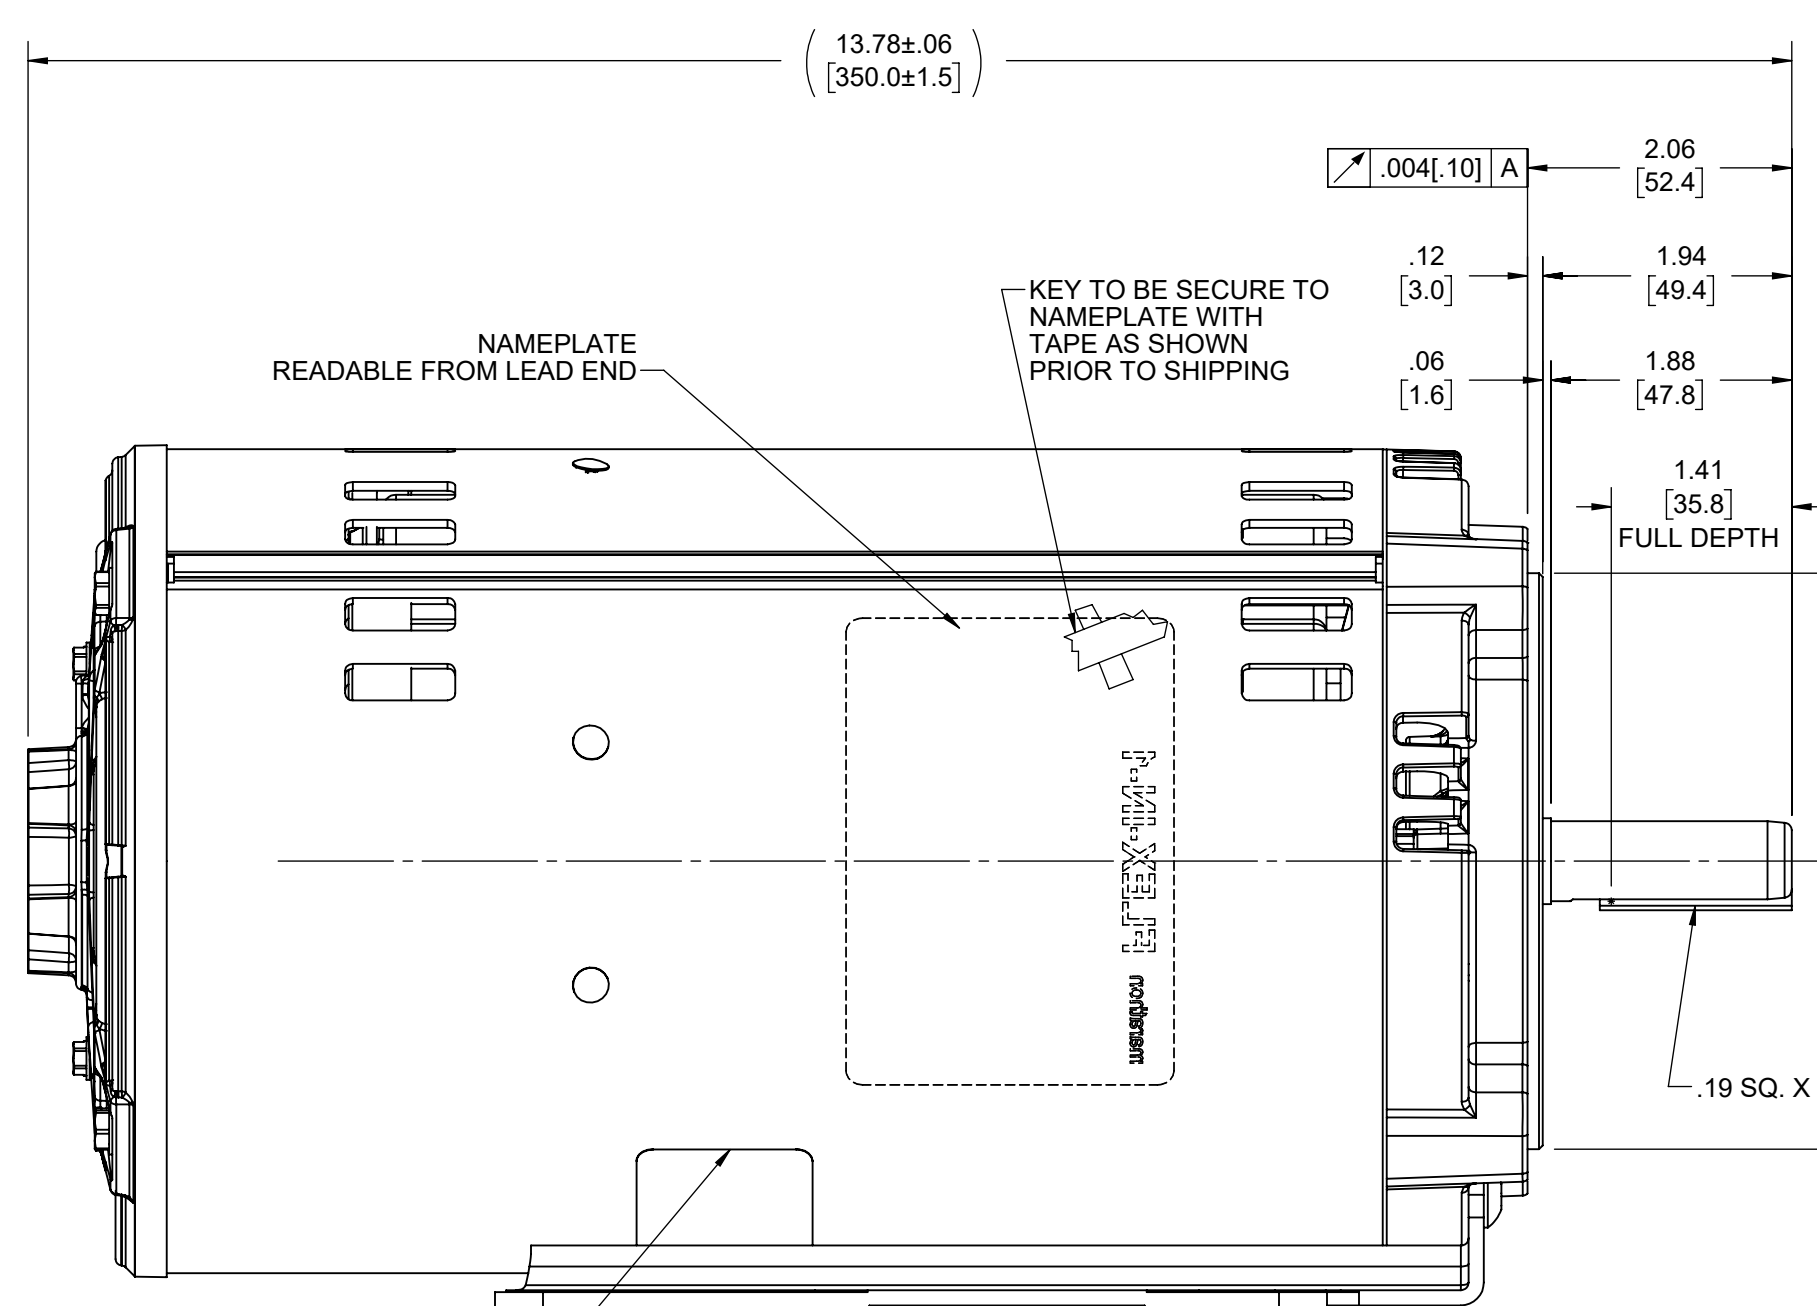 13.78±.06
[350.0±1.5]
.004[.10] A
2.06
[52.4]
.12
[3.0]
1.94
[49.4]
KEY TO BE SECURE TO
NAMEPLATE WITH
TAPE AS SHOWN
PRIOR TO SHIPPING
NAMEPLATE
READABLE FROM LEAD END
.06
[1.6]
1.88
[47.8]
1.41
[35.8]
FULL DEPTH
.19 SQ. X
marathon